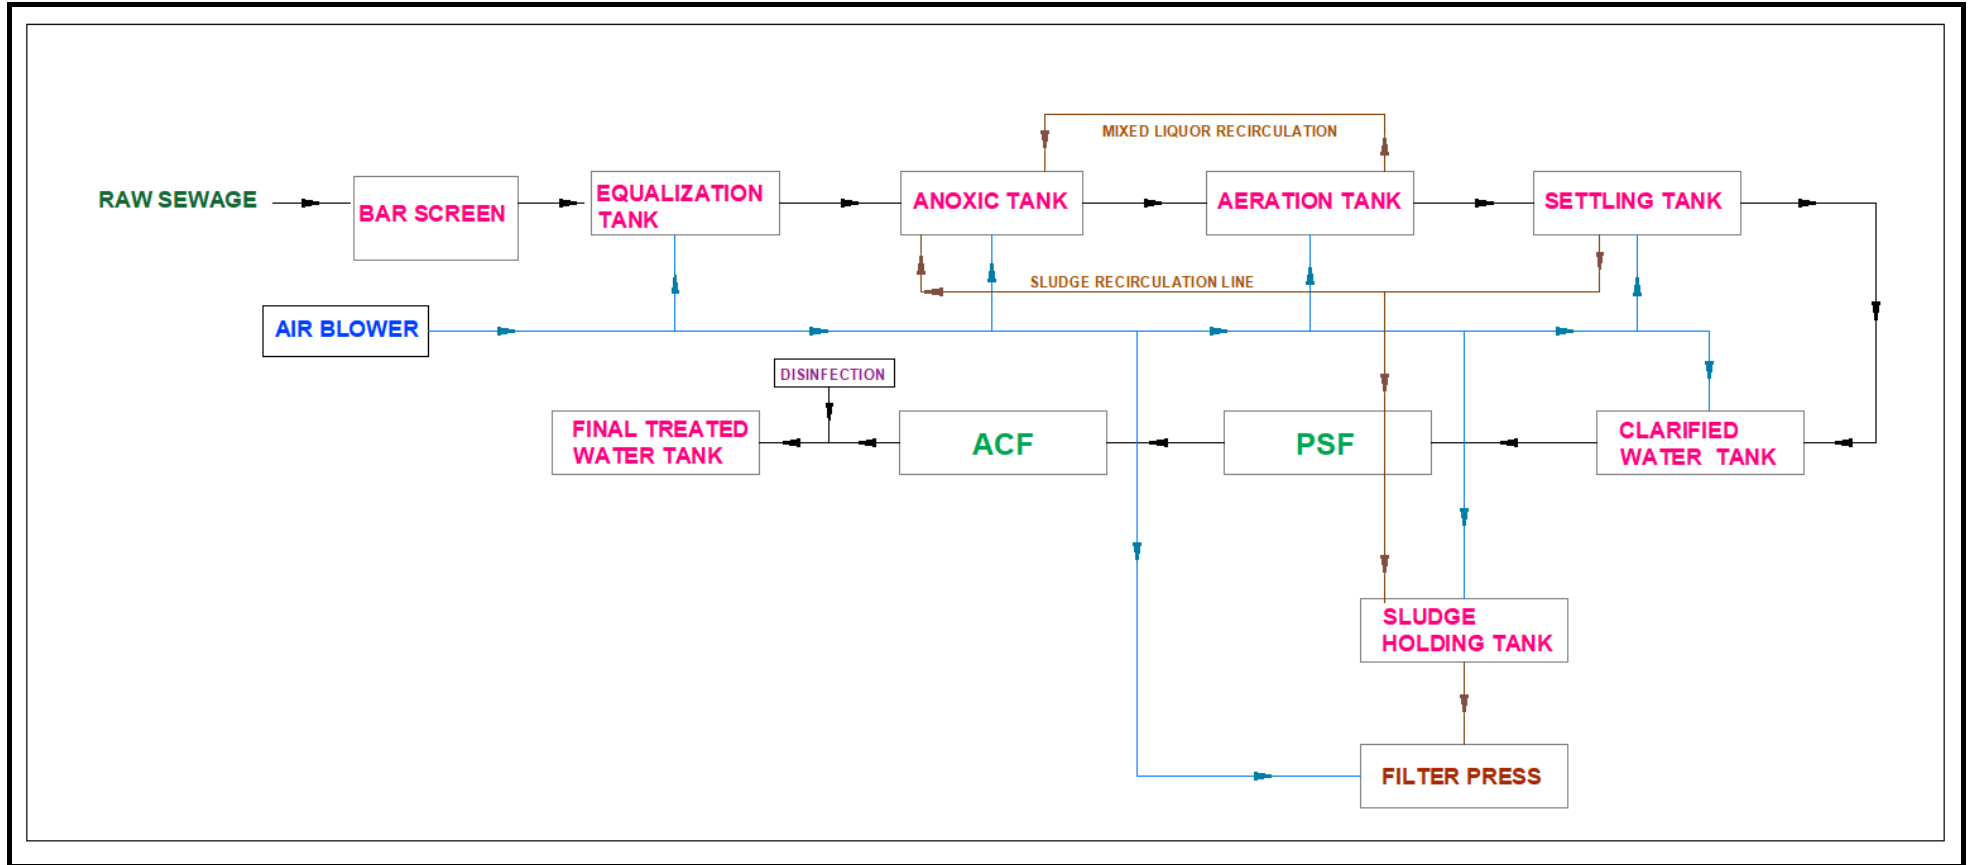 MIXED LIQUOR RECIRCULATION
RAW SEWAGE
BAR SCREEN
EQUALIZATION
TANK
ANOXIC TANK
AERATION TANK
SETTLING TANK
SLUDGE RECIRCULATION LINE
AIR BLOWER
DISINFECTION
FINAL TREATED
WATER TANK
ACF
PSF
CLARIFIED
WATER TANK
SLUDGE
HOLDING TANK
FILTER PRESS